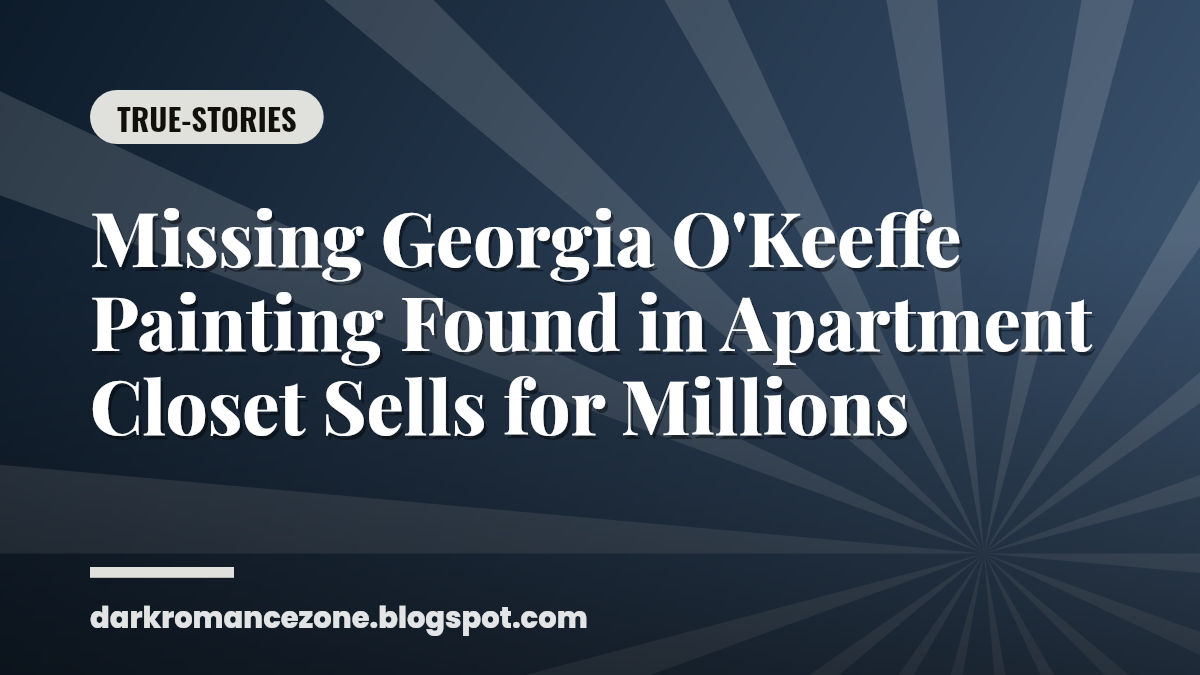 TRUE-STORIES
Missing Georgia O'Keeffe
Painting Found in Apartment
Closet Sells for Millions
darkromancezone.blogspot.com